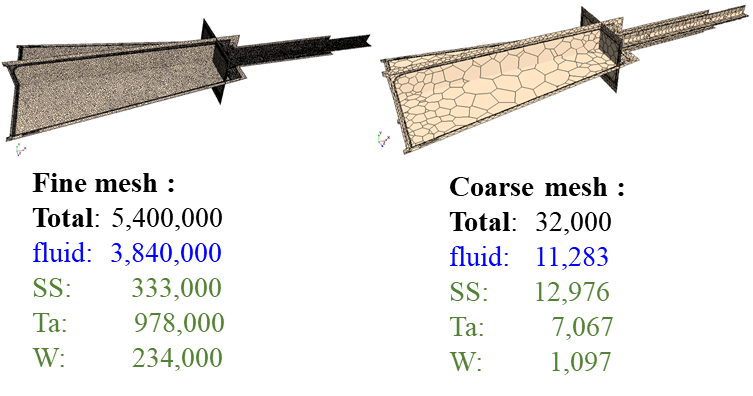 Fine mesh :
Total: 5,400,000
fluid: 3,840,000
SS: 333,000
Ta: 978,000
W: 234,000
Coarse mesh :
Total: 32,000
fluid: 11,283
SS: 12,976
Ta: 7,067
W: 1,097